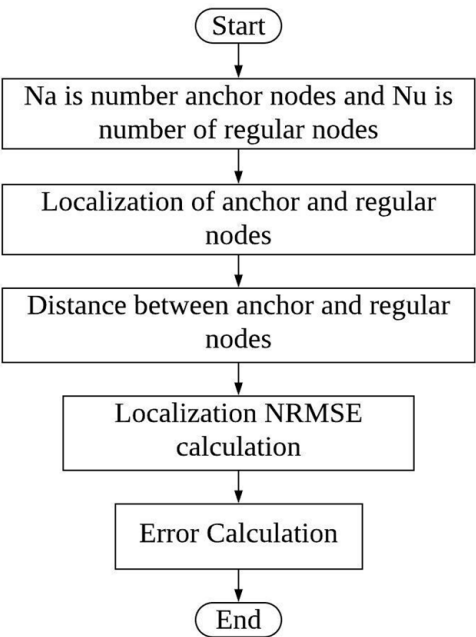 Start
Na is number anchor nodes and Nu is
number of regular nodes
Localization of anchor and regular
nodes
Distance between anchor and regular
nodes
Localization NRMSE
calculation
Error Calculation
End